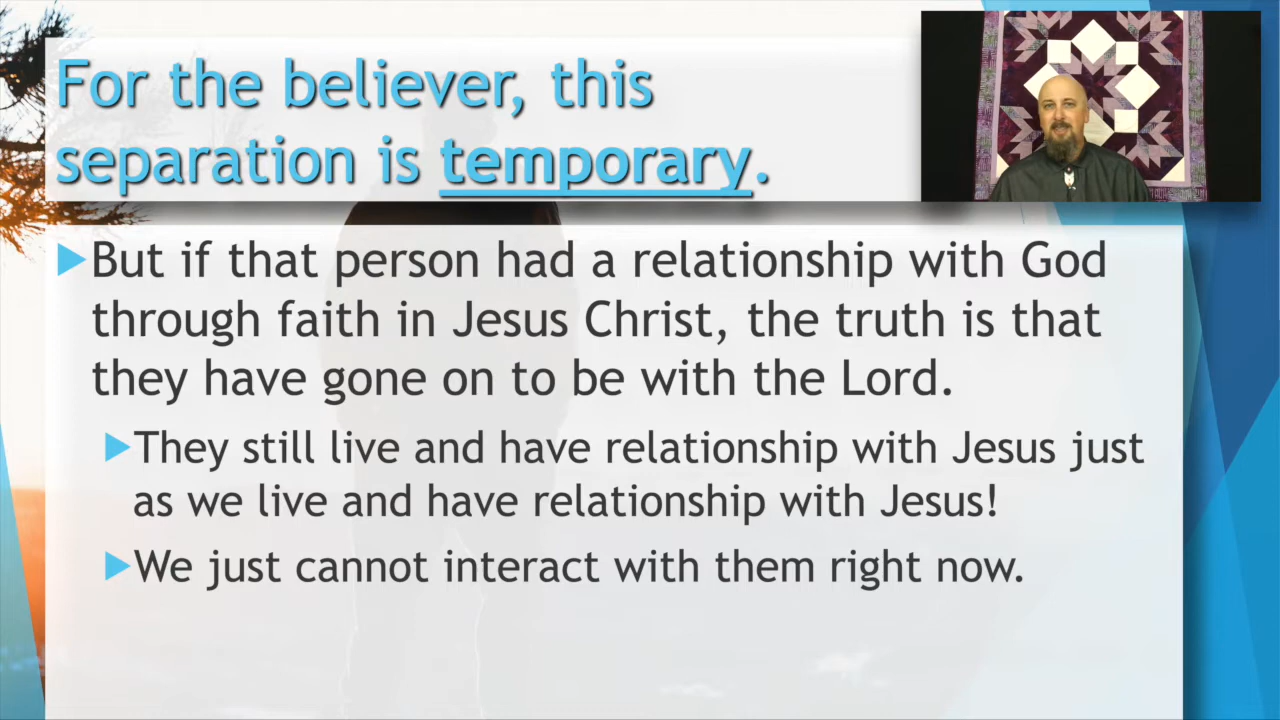 For the believer, this
separation is temporary.
But if that person had a relationship with God
through faith in Jesus Christ, the truth is that
they have gone on to be with the Lord.
They still live and have relationship with Jesus just
as we live and have relationship with Jesus!
We just cannot interact with them right now.